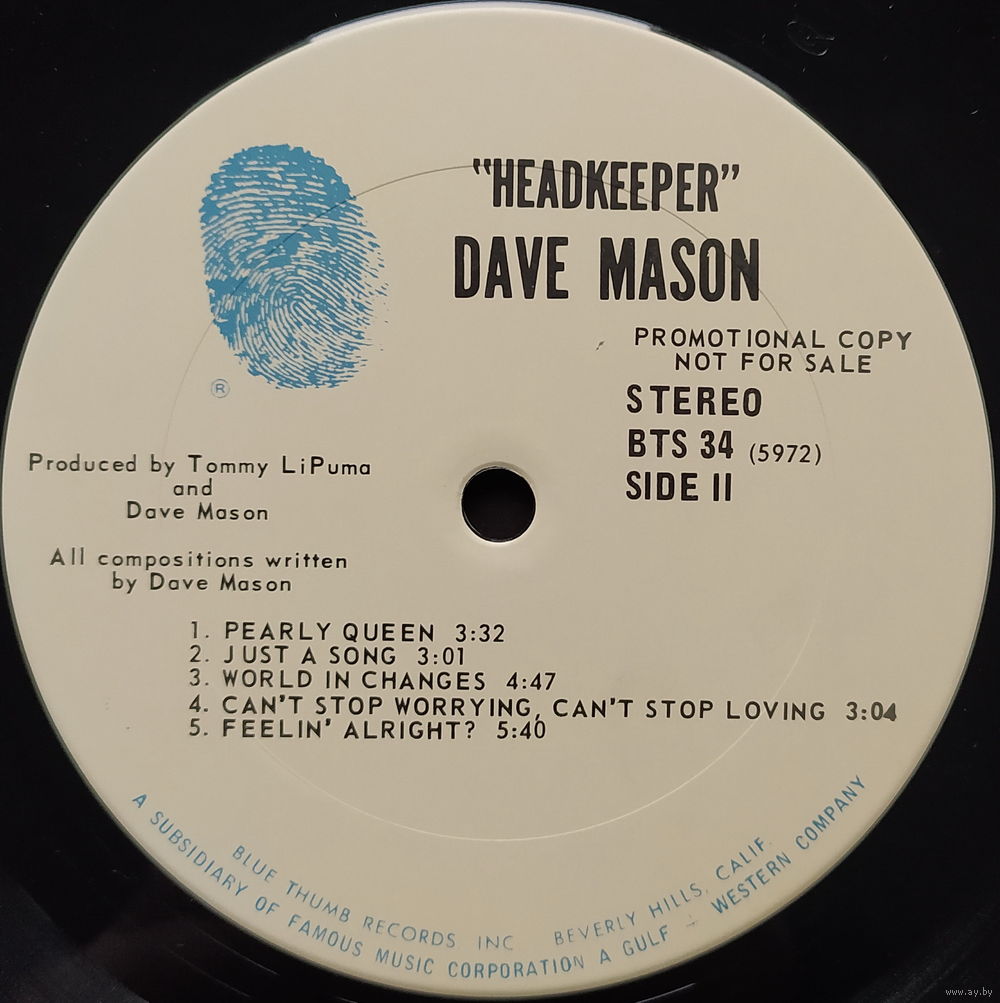 "HEADKEEPER"
DAVE MASON
PROMOTIONAL COPY
NOT FOR SALE
STEREO
BTS 34 (5972)
SIDE II
®
Produced by Tommy LiPuma
and
Dave Mason
All compositions written
by Dave Mason
1. PEARLY QUEEN 3:32
2. JUST A SONG 3:01
3. WORLD IN CHANGES 4:47
4. CAN'T STOP WORRYING, CAN'T STOP LOVING 3:04
5. FEELIN' ALRIGHT? 5:40
BLUE THUMB RECORDS INC BEVERLY HILLS, CALIF.
A SUBSIDIARY OF FAMOUS MUSIC CORPORATION A GULF + WESTERN COMPANY
www.ay.by